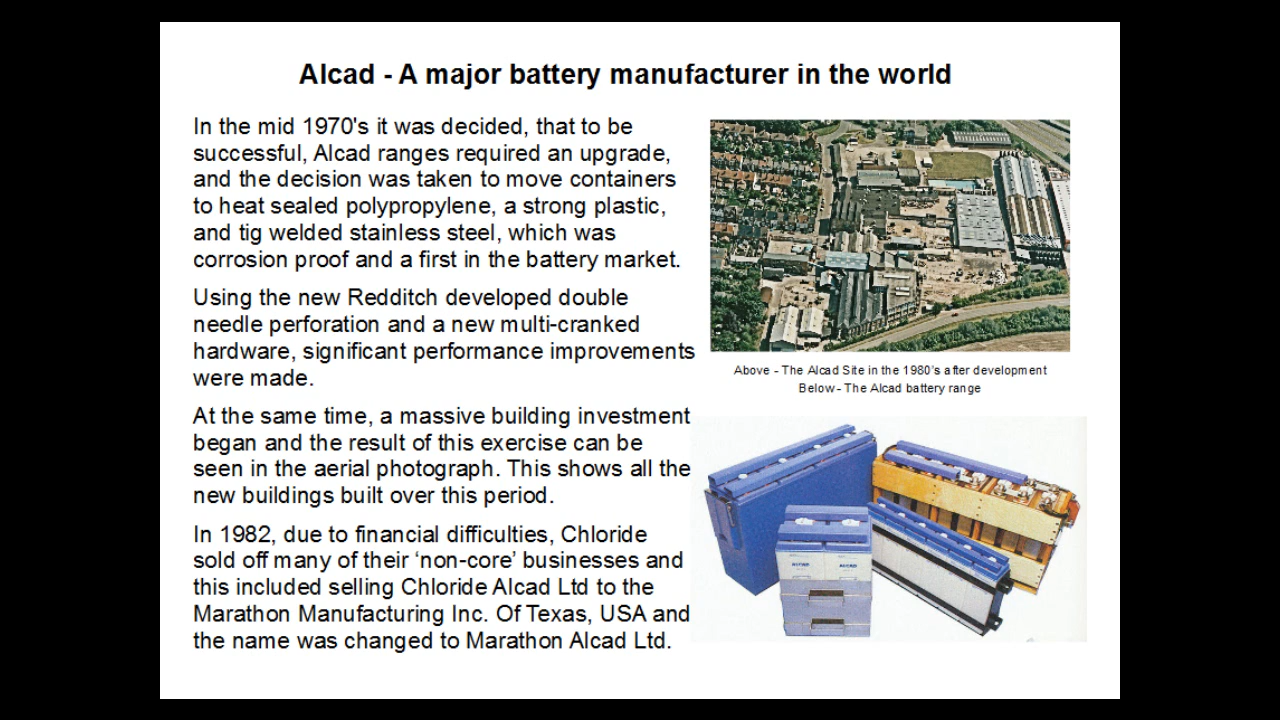 Alcad - A major battery manufacturer in the world
In the mid 1970's it was decided, that to be
successful, Alcad ranges required an upgrade,
and the decision was taken to move containers
to heat sealed polypropylene, a strong plastic,
and tig welded stainless steel, which was
corrosion proof and a first in the battery market.
Using the new Redditch developed double
needle perforation and a new multi-cranked
hardware, significant performance improvements
were made.
At the same time, a massive building investment
began and the result of this exercise can be
seen in the aerial photograph. This shows all the
new buildings built over this period.
In 1982, due to financial difficulties, Chloride
sold off many of their ‘non-core’ businesses and
this included selling Chloride Alcad Ltd to the
Marathon Manufacturing Inc. Of Texas, USA and
the name was changed to Marathon Alcad Ltd.
Above - The Alcad Site in the 1980’s after development
Below - The Alcad battery range
ALCAD
ALCAD